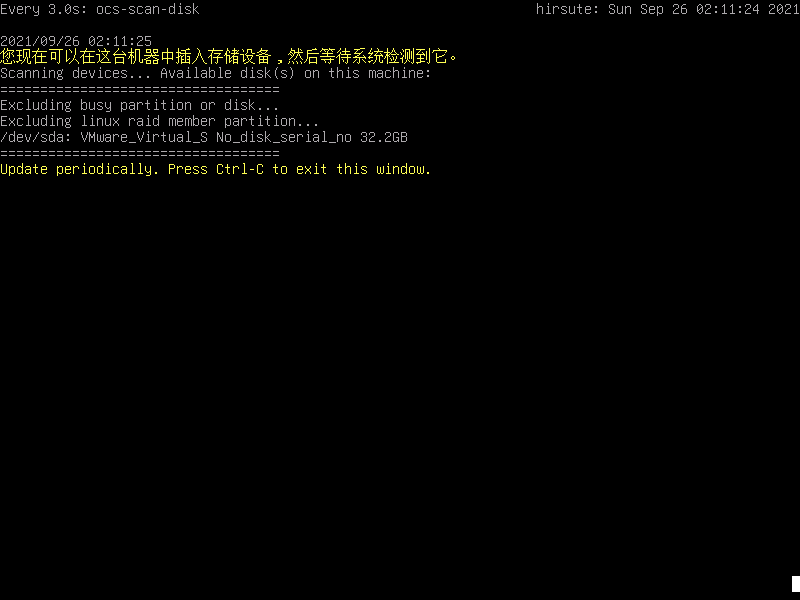 Every 3.0s: ocs-scan-disk hirsute: Sun Sep 26 02:11:24 2021
2021/09/26 02:11:25
您现在可以在这台机器中插入存储设备，然后等待系统检测到它。
Scanning devices... Available disk(s) on this machine:
===================================
Excluding busy partition or disk...
Excluding linux raid member partition...
/dev/sda: VMware_Virtual_S No_disk_serial_no 32.2GB
===================================
Update periodically. Press Ctrl-C to exit this window.